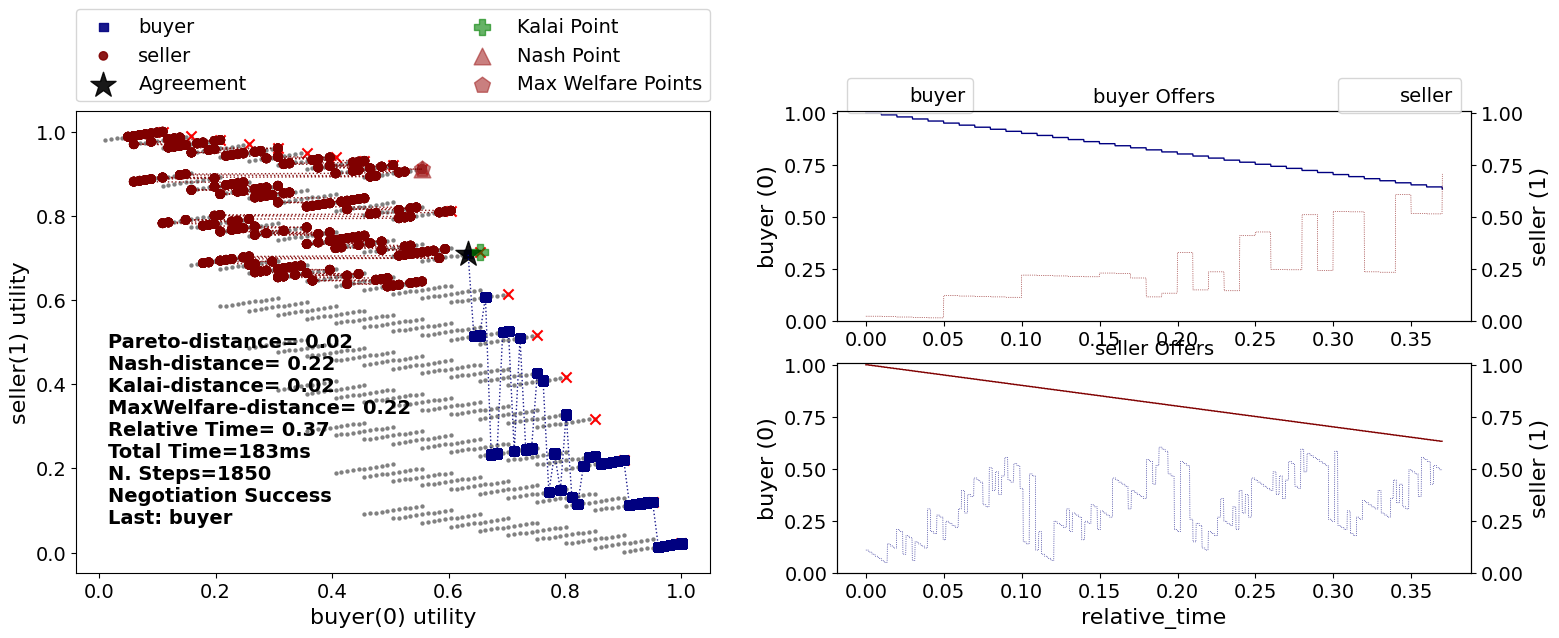 buyer
seller
Agreement
Kalai Point
Nash Point
Max Welfare Points
1.0
0.8
0.6
0.4
0.2
0.0
seller(1) utility
Pareto-distance= 0.02
Nash-distance= 0.22
Kalai-distance= 0.02
MaxWelfare-distance= 0.22
Relative Time= 0.37
Total Time=183ms
N. Steps=1850
Negotiation Success
Last: buyer
0.0 0.2 0.4 0.6 0.8 1.0
buyer(0) utility
buyer
buyer Offers
seller
1.00
0.75
0.50
0.25
0.00
buyer (0)
1.00
0.75
0.50
0.25
0.00
seller (1)
0.00 0.05 0.10 0.15 0.20 0.25 0.30 0.35
seller Offers
1.00
0.75
0.50
0.25
0.00
buyer (0)
1.00
0.75
0.50
0.25
0.00
seller (1)
0.00 0.05 0.10 0.15 0.20 0.25 0.30 0.35
relative_time